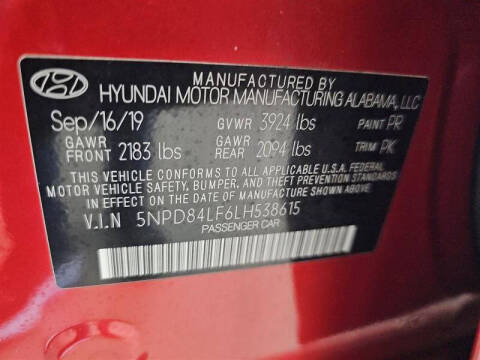 MANUFACTURED BY
HYUNDAI MOTOR MANUFACTURING ALABAMA, LLC
Sep/16/19 GVWR 3924 lbs PAINT PR
GAWR FRONT 2183 lbs GAWR REAR 2094 lbs TRIM PK
THIS VEHICLE CONFORMS TO ALL APPLICABLE U.S.A. FEDERAL
MOTOR VEHICLE SAFETY, BUMPER, AND THEFT PREVENTION STANDARDS
IN EFFECT ON THE DATE OF MANUFACTURE SHOWN ABOVE.
V.I.N 5NPD84LF6LH538615
PASSENGER CAR